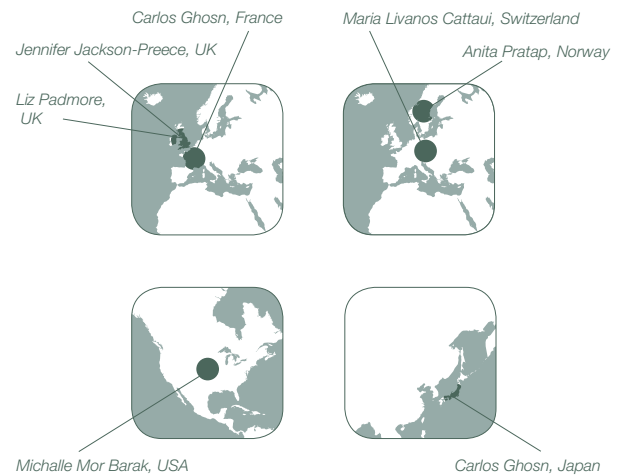 Carlos Ghosn, France
Maria Livanos Cattaui, Switzerland
Jennifer Jackson-Preece, UK
Anita Pratap, Norway
Liz Padmore,
UK
Michalle Mor Barak, USA
Carlos Ghosn, Japan